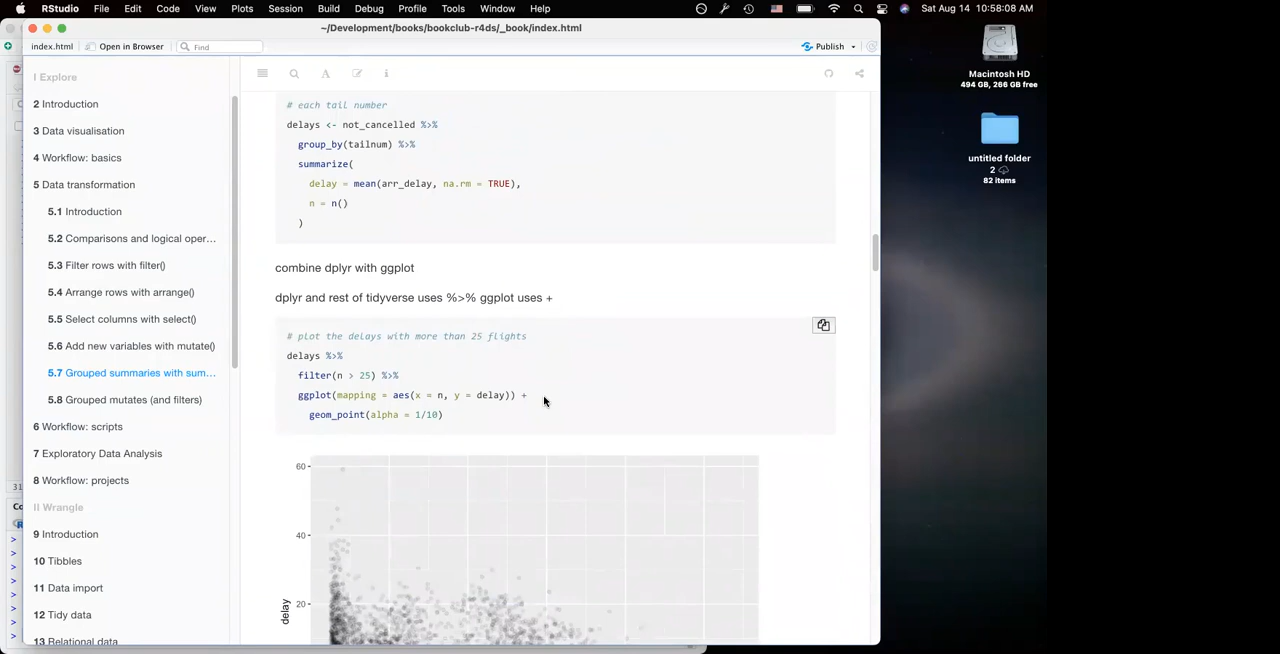 RStudio File Edit Code View Plots Session Build Debug Profile Tools Window Help Sat Aug 14 10:58:08 AM
~/Development/books/bookclub-r4ds/_book/index.html
index.html Open in Browser Find Publish
I Explore
2 Introduction
3 Data visualisation
4 Workflow: basics
5 Data transformation
5.1 Introduction
5.2 Comparisons and logical oper...
5.3 Filter rows with filter()
5.4 Arrange rows with arrange()
5.5 Select columns with select()
5.6 Add new variables with mutate()
5.7 Grouped summaries with sum...
5.8 Grouped mutates (and filters)
6 Workflow: scripts
7 Exploratory Data Analysis
8 Workflow: projects
II Wrangle
9 Introduction
10 Tibbles
11 Data import
12 Tidy data
13 Relational data
A i
# each tail number
delays <- not_cancelled %>%
group_by(tailnum) %>%
summarize(
delay = mean(arr_delay, na.rm = TRUE),
n = n()
)
combine dplyr with ggplot
dplyr and rest of tidyverse uses %>% ggplot uses +
# plot the delays with more than 25 flights
delays %>%
filter(n > 25) %>%
ggplot(mapping = aes(x = n, y = delay)) +
geom_point(alpha = 1/10)
60
40
20
delay
Macintosh HD
494 GB, 266 GB free
untitled folder
2
82 items
31
Co
>
>
>
>
>
>
>
>